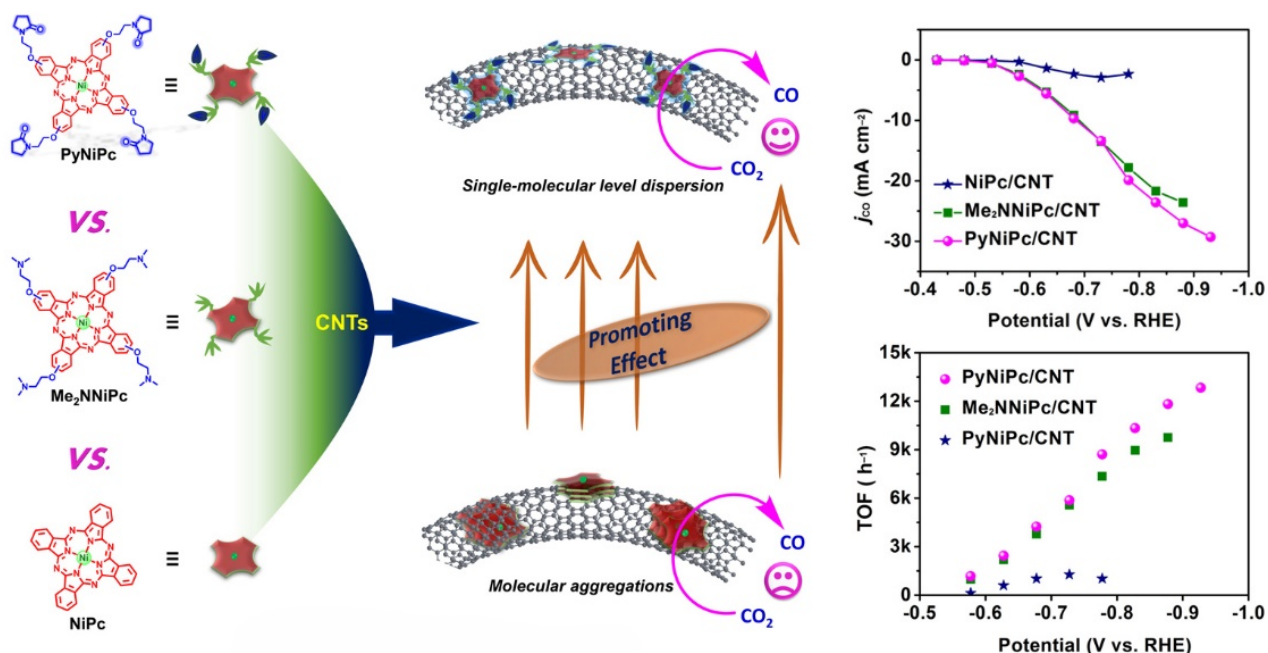 PyNiPc
VS.
Me₂NNiPc
VS.
NiPc
N
O
Ni
≡
CNTs
Single-molecular level dispersion
CO
CO₂
Promoting
Effect
Molecular aggregations
CO
CO₂
jCO (mA cm⁻²)
0
-10
-20
-30
NiPc/CNT
Me₂NNiPc/CNT
PyNiPc/CNT
-0.4 -0.5 -0.6 -0.7 -0.8 -0.9 -1.0
Potential (V vs. RHE)
TOF ( h⁻¹)
15k
12k
9k
6k
3k
0
PyNiPc/CNT
Me₂NNiPc/CNT
PyNiPc/CNT
-0.5 -0.6 -0.7 -0.8 -0.9 -1.0
Potential (V vs. RHE)